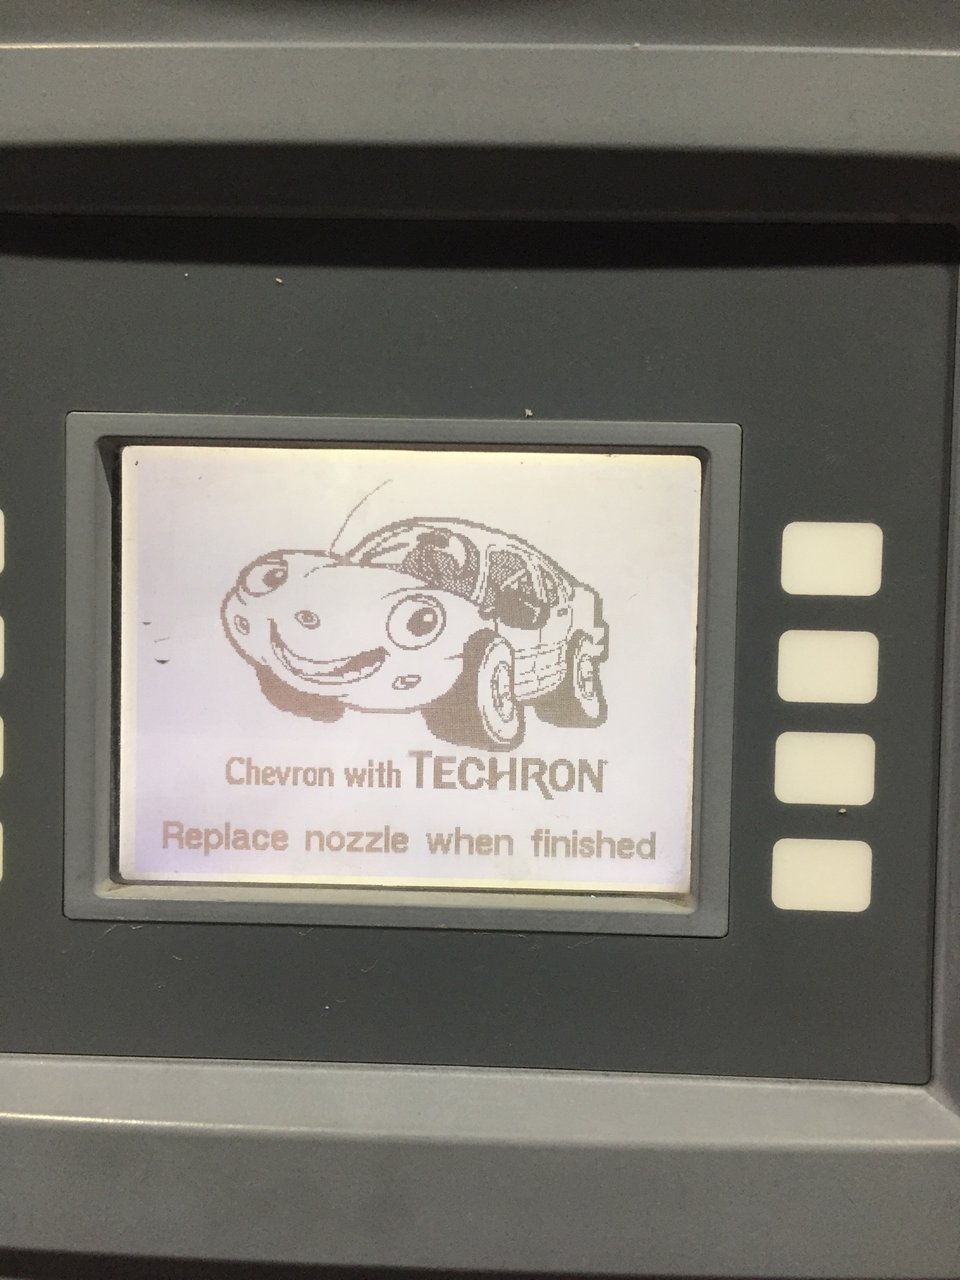 Chevron with TECHRON
Replace nozzle when finished